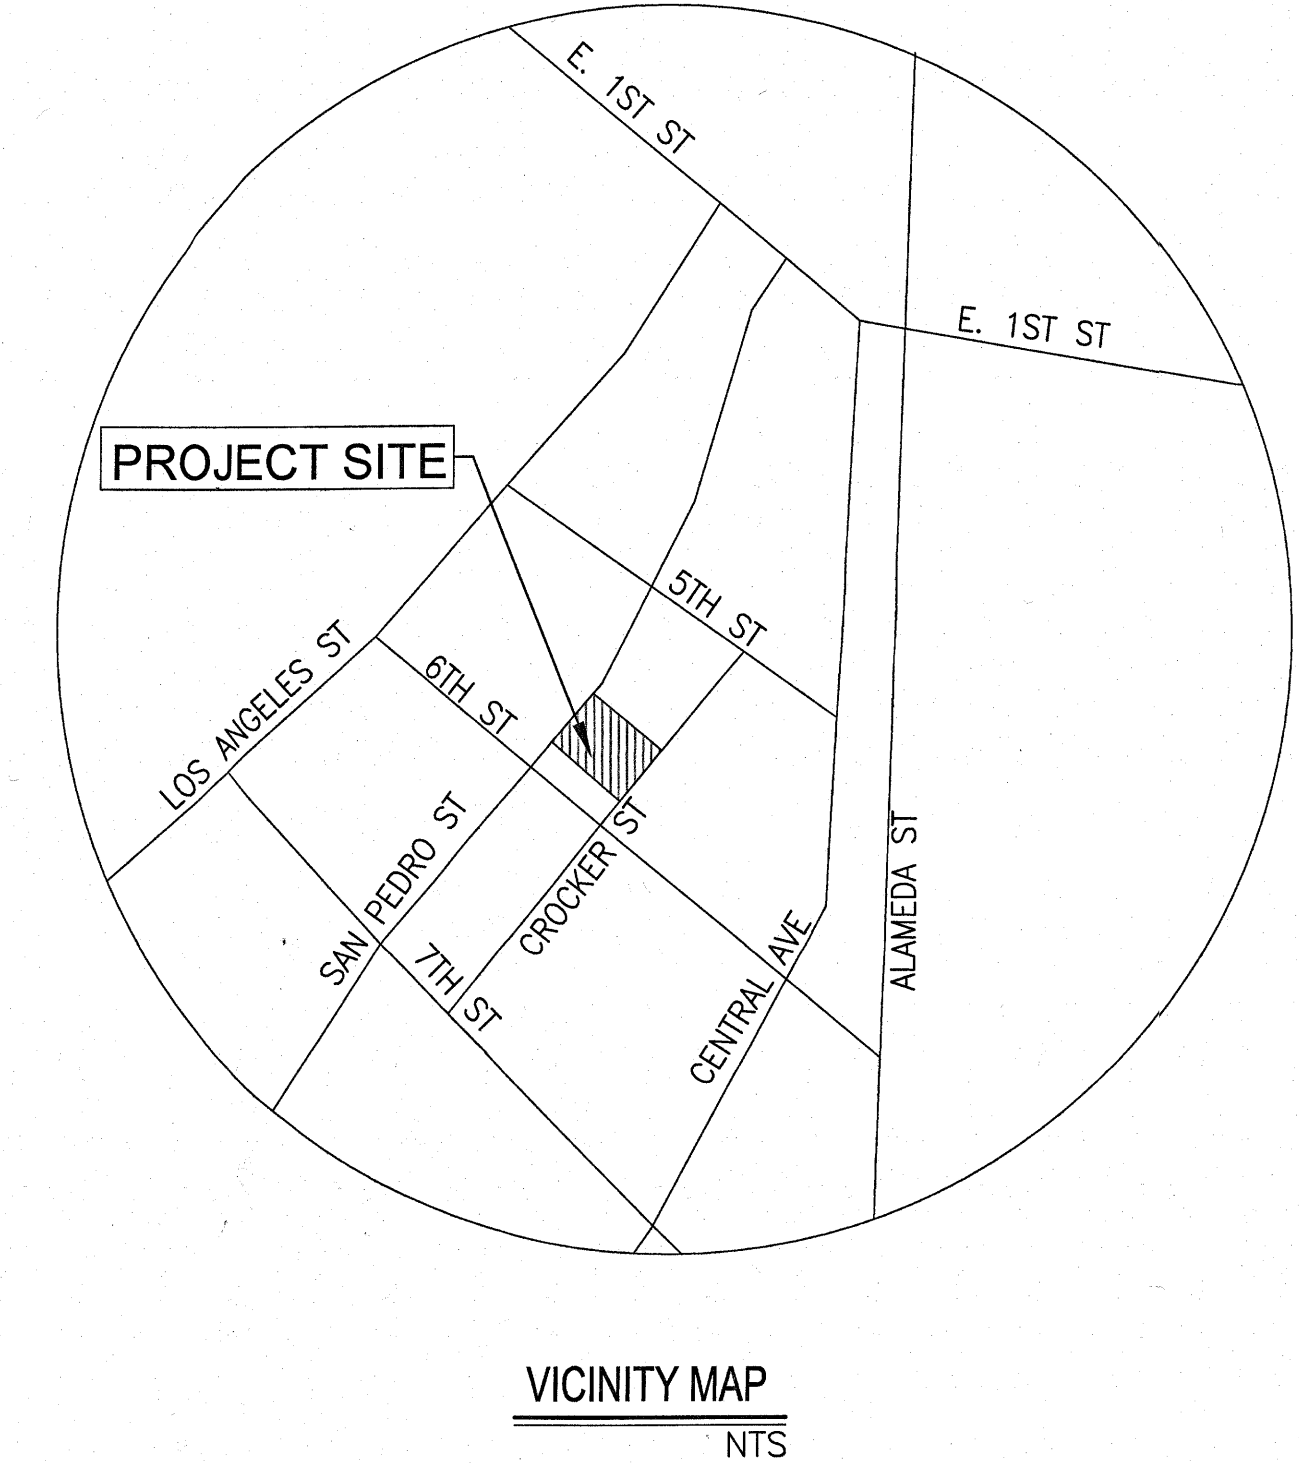 E. 1ST ST
E. 1ST ST
PROJECT SITE
5TH ST
LOS ANGELES ST
6TH ST
SAN PEDRO ST
CROCKER ST
ALAMEDA ST
7TH ST
CENTRAL AVE
VICINITY MAP
NTS